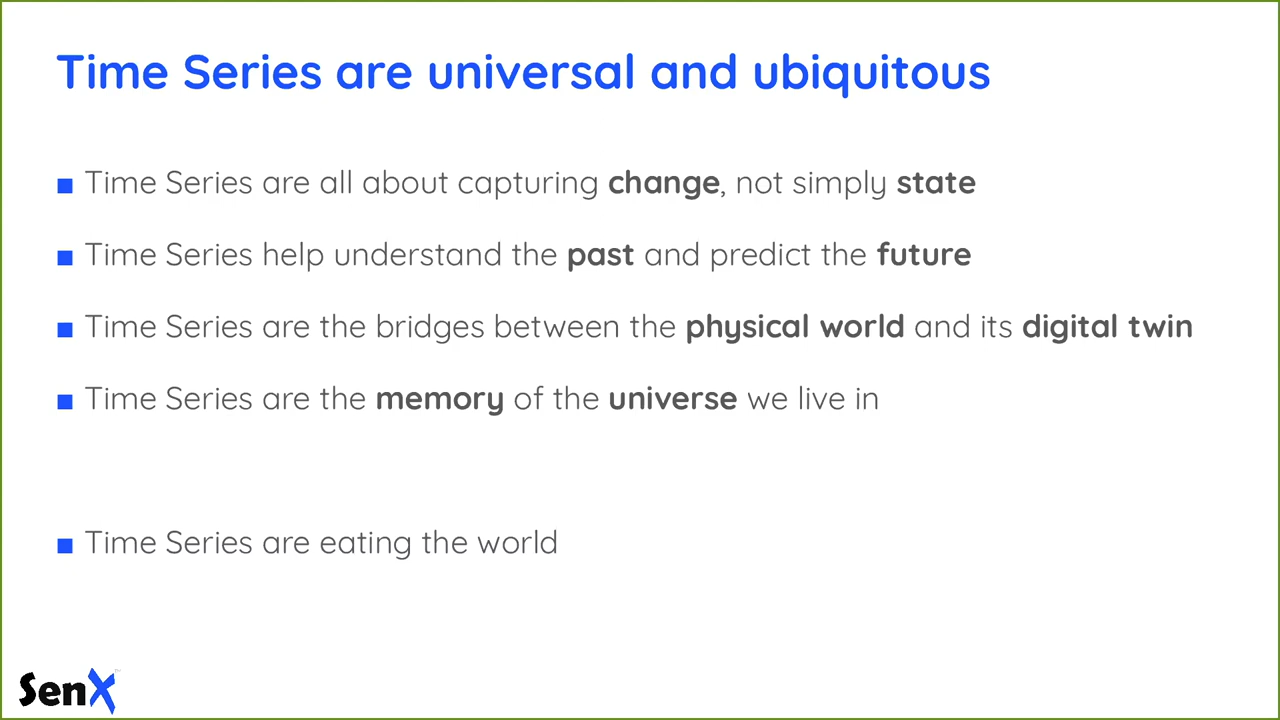 Time Series are universal and ubiquitous
■ Time Series are all about capturing change, not simply state
■ Time Series help understand the past and predict the future
■ Time Series are the bridges between the physical world and its digital twin
■ Time Series are the memory of the universe we live in
■ Time Series are eating the world
SenX